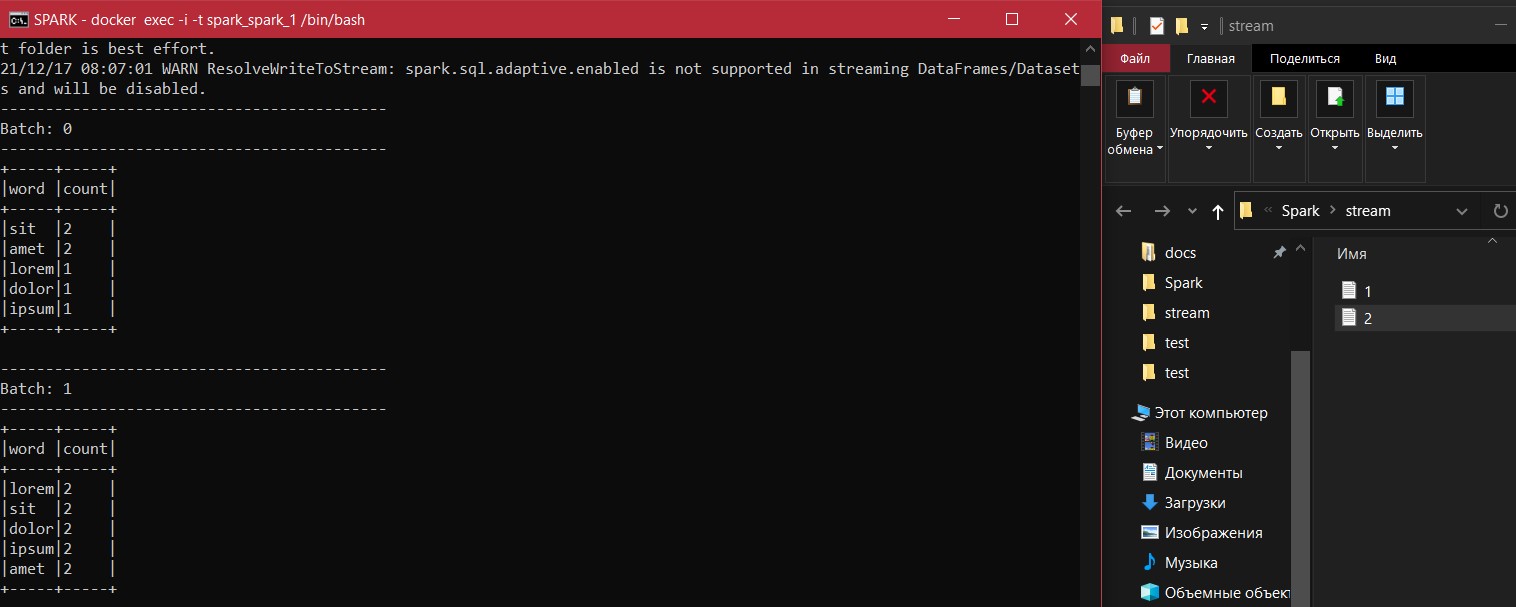 SPARK - docker  exec -i -t spark_spark_1 /bin/bash
t folder is best effort.
21/12/17 08:07:01 WARN ResolveWriteToStream: spark.sql.adaptive.enabled is not supported in streaming DataFrames/Dataset
s and will be disabled.
-------------------------------------------
Batch: 0
-------------------------------------------
+-----+-----+
|word |count|
+-----+-----+
|sit  |2    |
|amet |2    |
|lorem|1    |
|dolor|1    |
|ipsum|1    |
+-----+-----+
-------------------------------------------
Batch: 1
-------------------------------------------
+-----+-----+
|word |count|
+-----+-----+
|lorem|2    |
|sit  |2    |
|dolor|2    |
|ipsum|2    |
|amet |2    |
+-----+-----+
stream
Файл
Главная
Поделиться
Вид
Буфер
обмена
Упорядочить
Создать
Открыть
Выделить
« Spark > stream
docs
Spark
stream
test
test
Этот компьютер
Видео
Документы
Загрузки
Изображения
Музыка
Объемные объект
Имя
1
2